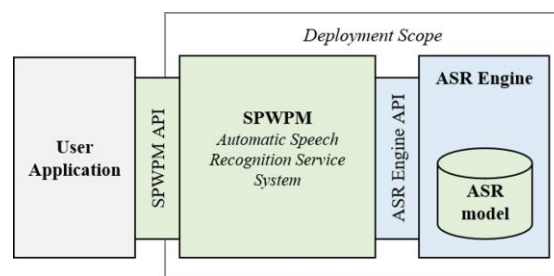 Deployment Scope
User
Application
SPWPM API
SPWPM
Automatic Speech
Recognition Service
System
ASR Engine API
ASR Engine
ASR
model